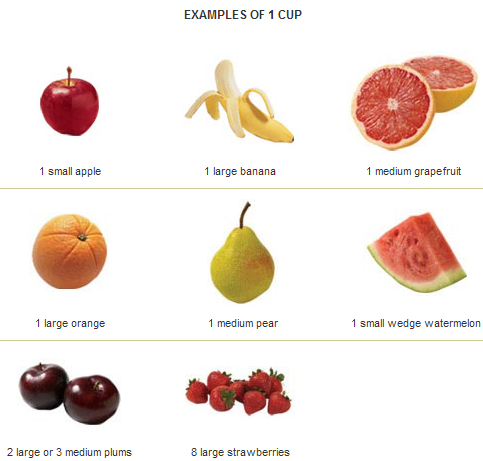 EXAMPLES OF 1 CUP
1 small apple
1 large banana
1 medium grapefruit
1 large orange
1 medium pear
1 small wedge watermelon
2 large or 3 medium plums
8 large strawberries